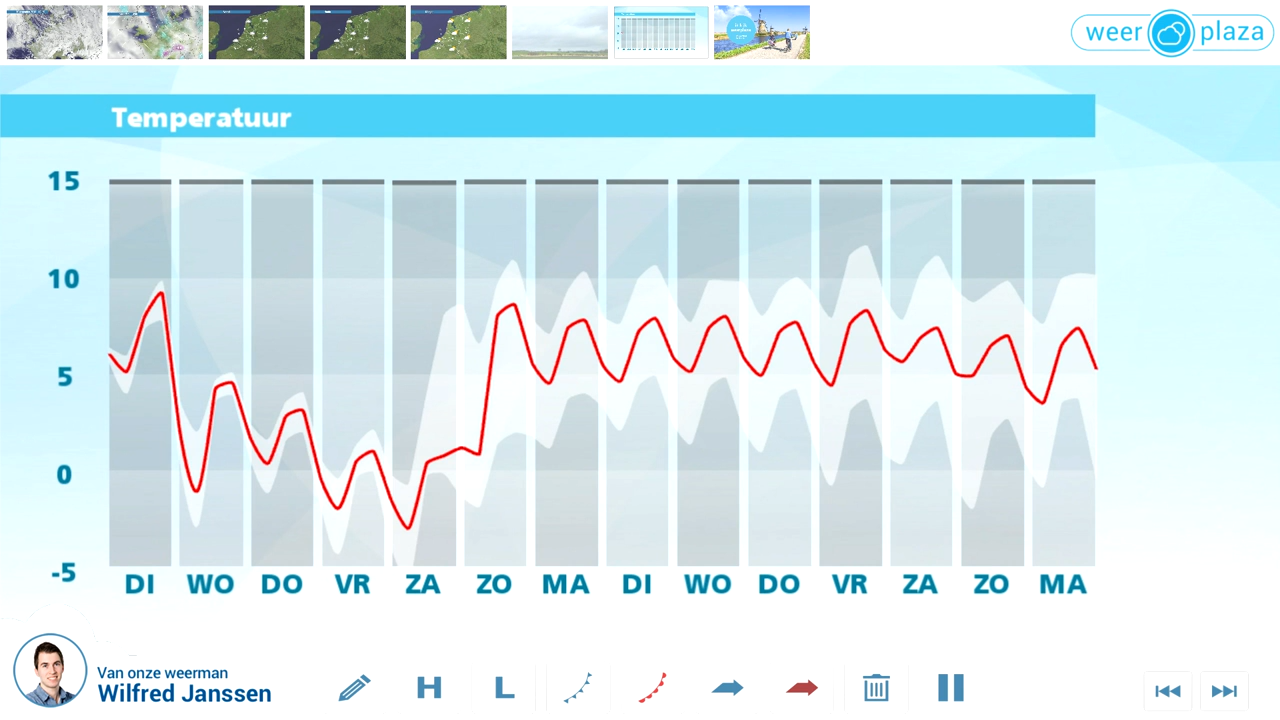 weer plaza
Temperatuur
15
10
5
0
-5
DI WO DO VR ZA ZO MA DI WO DO VR ZA ZO MA
Van onze weerman
Wilfred Janssen
H L